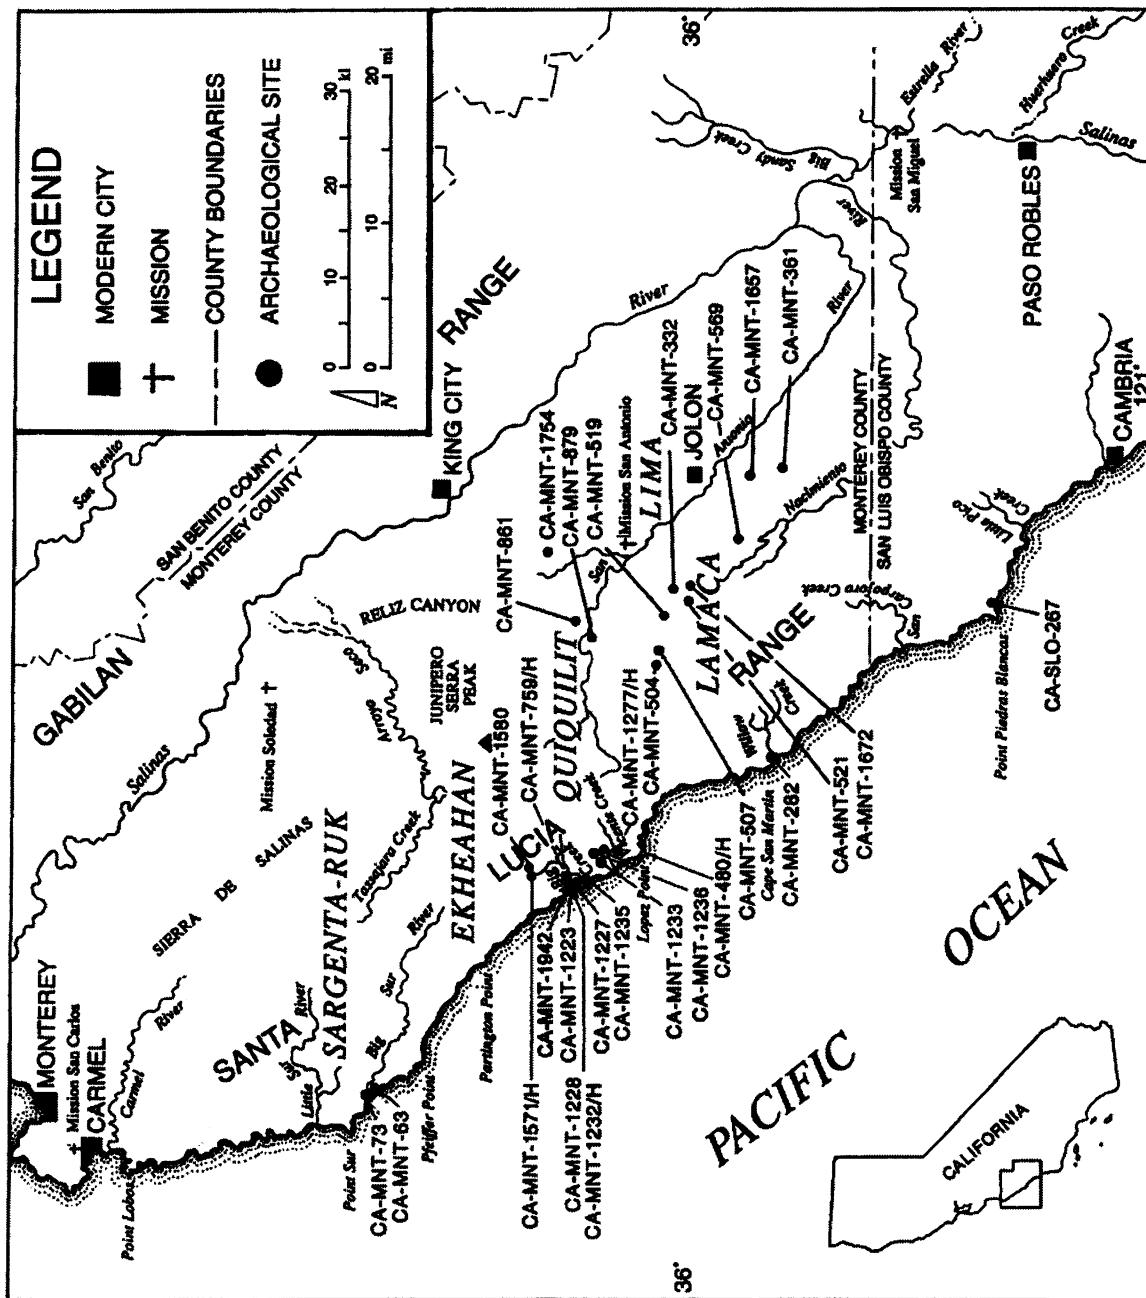 LEGEND
MODERN CITY
MISSION
COUNTY BOUNDARIES
ARCHAEOLOGICAL SITE
0 10 20 30 kl
0 10 20 mi
N
MONTEREY
Mission San Carlos
CARMEL
Carmel
River
Point Lobos
SIERRA DE SALINAS
Mission Soledad
Salinas
GABILAN
RANGE
San Benito
SAN BENITO COUNTY
MONTEREY COUNTY
KING CITY
River
SANTA
LUCIA
RANGE
Little
Sur
River
SARGENTA-RUK
Big
Sur
River
Point Sur
CA-MNT-73
CA-MNT-63
Pfeiffer Point
Tassajara Creek
Arroyo
Seco
RELIZ CANYON
JUNIPERO
SERRA
PEAK
EKHEAHAN
Partington Point
CA-MNT-1580
CA-MNT-759/H
QUIQUILIT
CA-MNT-861
CA-MNT-1754
CA-MNT-879
CA-MNT-519
Mission San Antonio
San
Antonio
River
LIMA
CA-MNT-332
JOLON
CA-MNT-569
CA-MNT-1657
CA-MNT-361
CA-MNT-1571/H
CA-MNT-1942
CA-MNT-1223
CA-MNT-1228
CA-MNT-1232/H
CA-MNT-1227
CA-MNT-1235
Lopez Point
CA-MNT-1233
CA-MNT-1236
CA-MNT-480/H
CA-MNT-1277/H
CA-MNT-504
CA-MNT-507
Cape San Martin
CA-MNT-282
Willow
Creek
LAMA'CA
Nacimiento
River
CA-MNT-521
CA-MNT-1672
MONTEREY COUNTY
SAN LUIS OBISPO COUNTY
San
Carpojoro Creek
Point Piedras Blancas
CA-SLO-267
Little Pico
Creek
CAMBRIA
121°
Big
Sandy Creek
Estrella River
Mission
San Miguel
Huerhuero Creek
Salinas
PASO ROBLES
36°
36°
PACIFIC
OCEAN
CALIFORNIA